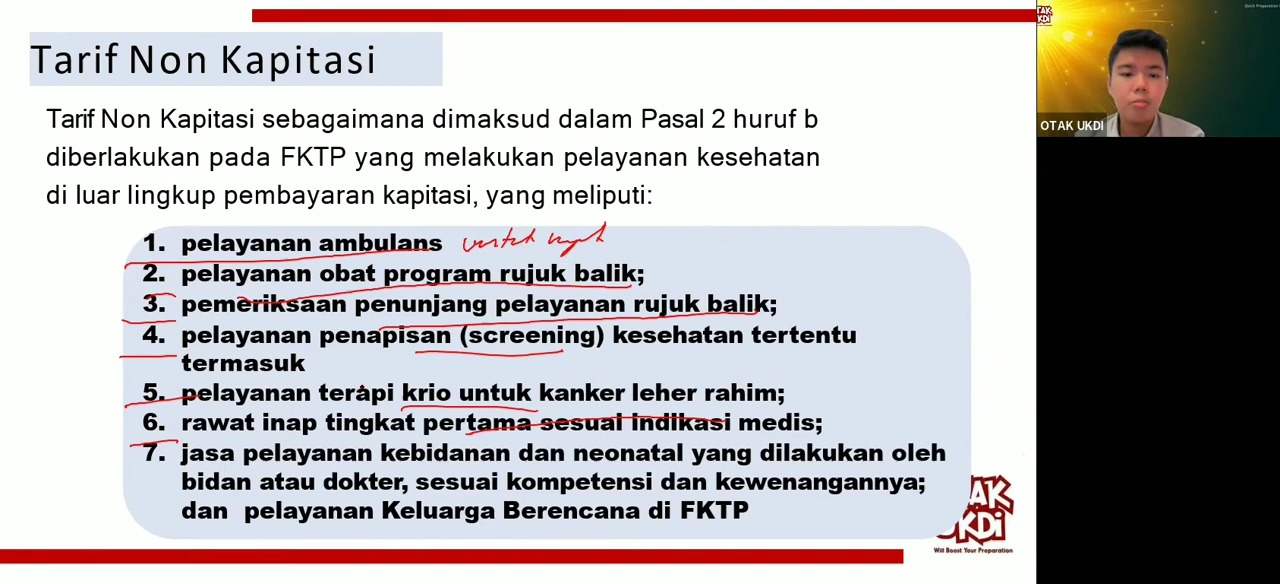 Tarif Non Kapitasi
Tarif Non Kapitasi sebagaimana dimaksud dalam Pasal 2 huruf b
diberlakukan pada FKTP yang melakukan pelayanan kesehatan
di luar lingkup pembayaran kapitasi, yang meliputi:
1. pelayanan ambulans
2. pelayanan obat program rujuk balik;
3. pemeriksaan penunjang pelayanan rujuk balik;
4. pelayanan penapisan (screening) kesehatan tertentu
termasuk
5. pelayanan terapi krio untuk kanker leher rahim;
6. rawat inap tingkat pertama sesuai indikasi medis;
7. jasa pelayanan kebidanan dan neonatal yang dilakukan oleh
bidan atau dokter, sesuai kompetensi dan kewenangannya;
dan pelayanan Keluarga Berencana di FKTP
UKDI
Will Boost Your Preparation
UKDI
OTAK UKDI